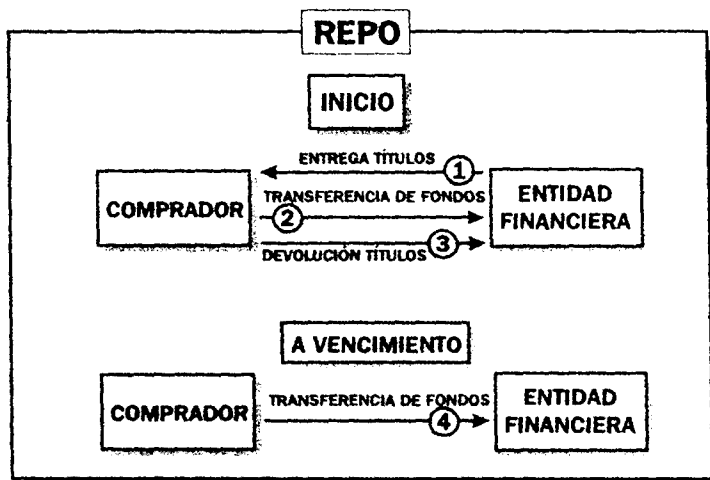 REPO
INICIO
ENTREGA TÍTULOS 1
COMPRADOR
TRANSFERENCIA DE FONDOS
2
ENTIDAD
FINANCIERA
3
DEVOLUCIÓN TÍTULOS
A VENCIMIENTO
COMPRADOR
TRANSFERENCIA DE FONDOS
4
ENTIDAD
FINANCIERA